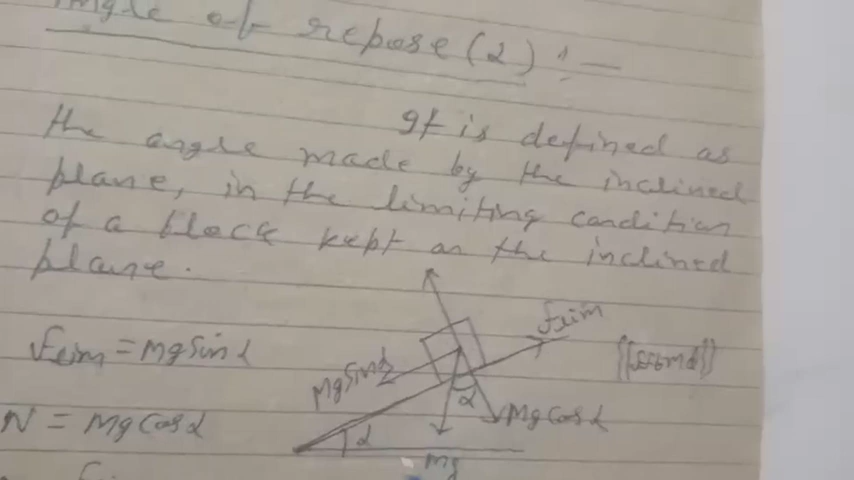 Angle of repose (α) :—
It is defined as
the angle made by the inclined
plane, in the limiting condition
of a block kept on the inclined
plane.
flim = Mg Sin α
N = Mg Cos α
flim
Mg Sin α
α
Mg Cos α
α
Mg